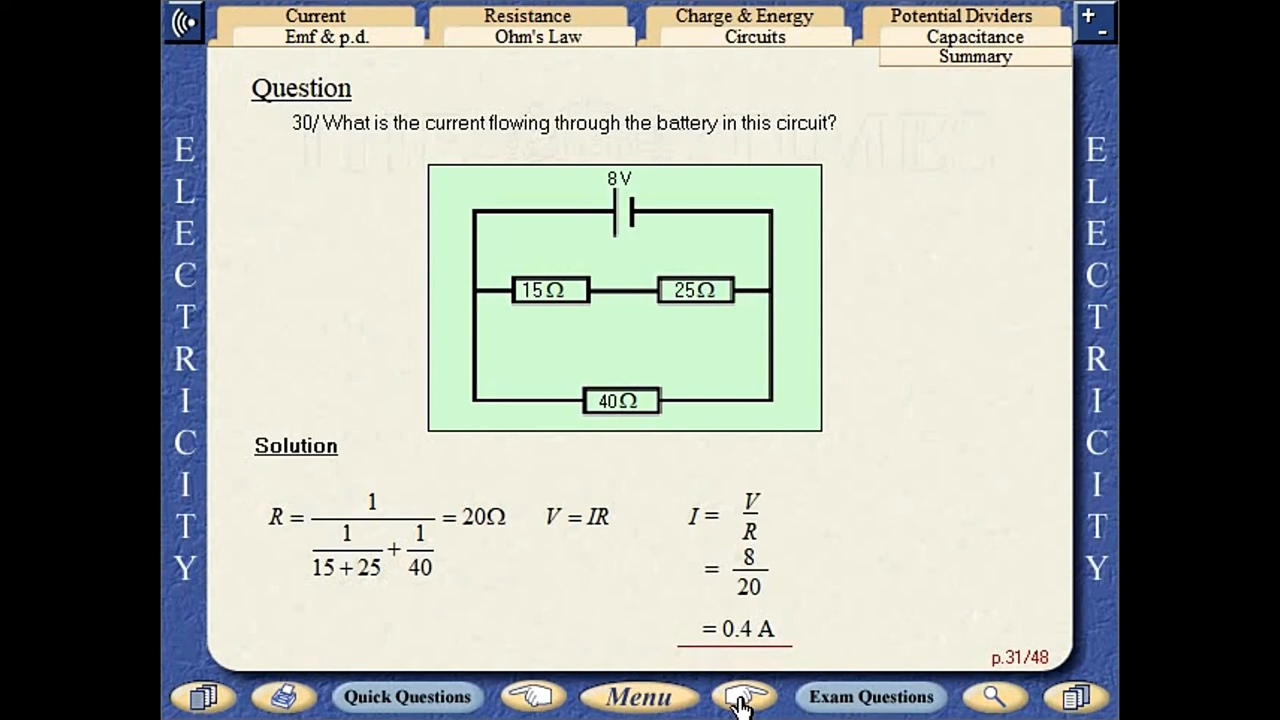 Current
Resistance
Charge & Energy
Potential Dividers
+
-
Emf & p.d.
Ohm's Law
Circuits
Capacitance
Summary
Question
30/ What is the current flowing through the battery in this circuit?
8V
15Ω
25Ω
40Ω
ELECTRICITY
ELECTRICITY
Solution
R = 1 / (1/(15+25) + 1/40) = 20Ω
V = IR
I = V/R
= 8/20
= 0.4 A
p.31/48
Quick Questions
Menu
Exam Questions